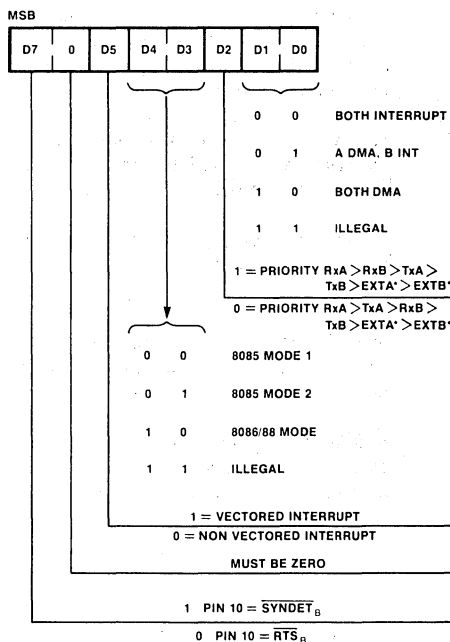 MSB
D7 0 D5 D4 D3 D2 D1 D0
0 0 BOTH INTERRUPT
0 1 A DMA, B INT
1 0 BOTH DMA
1 1 ILLEGAL
1 = PRIORITY RxA > RxB > TxA >
TxB > EXTA* > EXTB*
0 = PRIORITY RxA > TxA > RxB >
TxB > EXTA* > EXTB*
0 0 8085 MODE 1
0 1 8085 MODE 2
1 0 8086/88 MODE
1 1 ILLEGAL
1 = VECTORED INTERRUPT
0 = NON VECTORED INTERRUPT
MUST BE ZERO
1 PIN 10 = SYNDET B
0 PIN 10 = RTS B